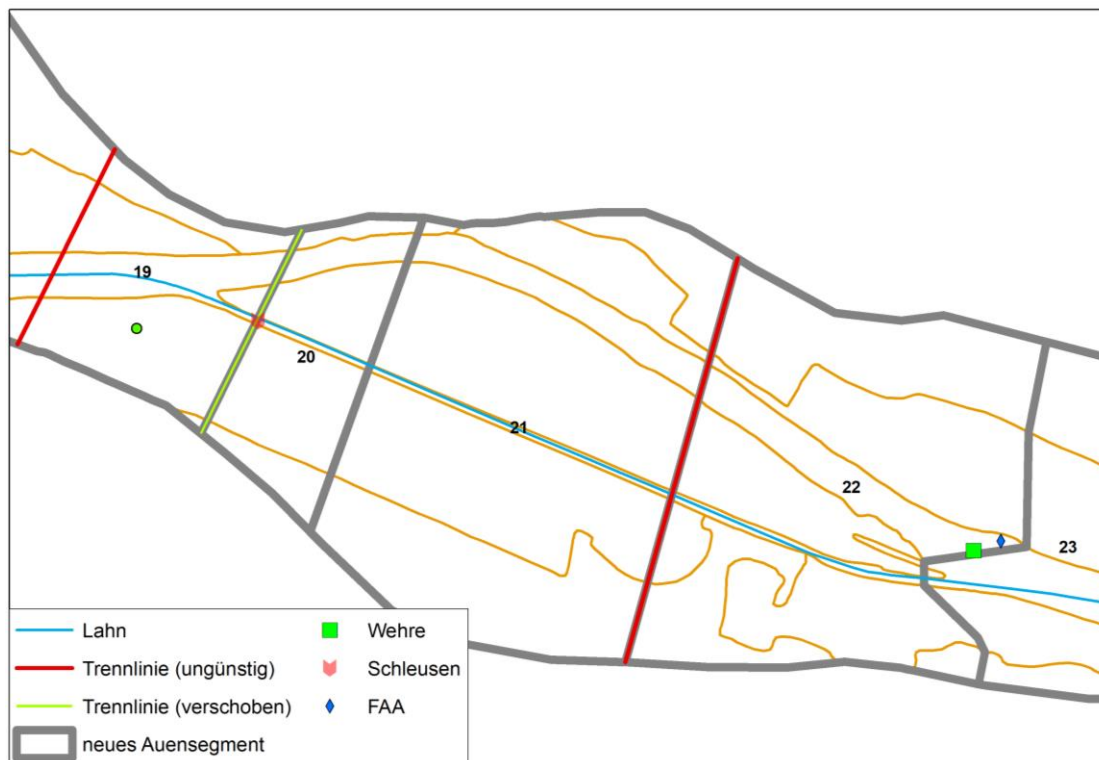 19
20
21
22
23
Lahn
Trennlinie (ungünstig)
Trennlinie (verschoben)
neues Auensegment
Wehre
Schleusen
FAA